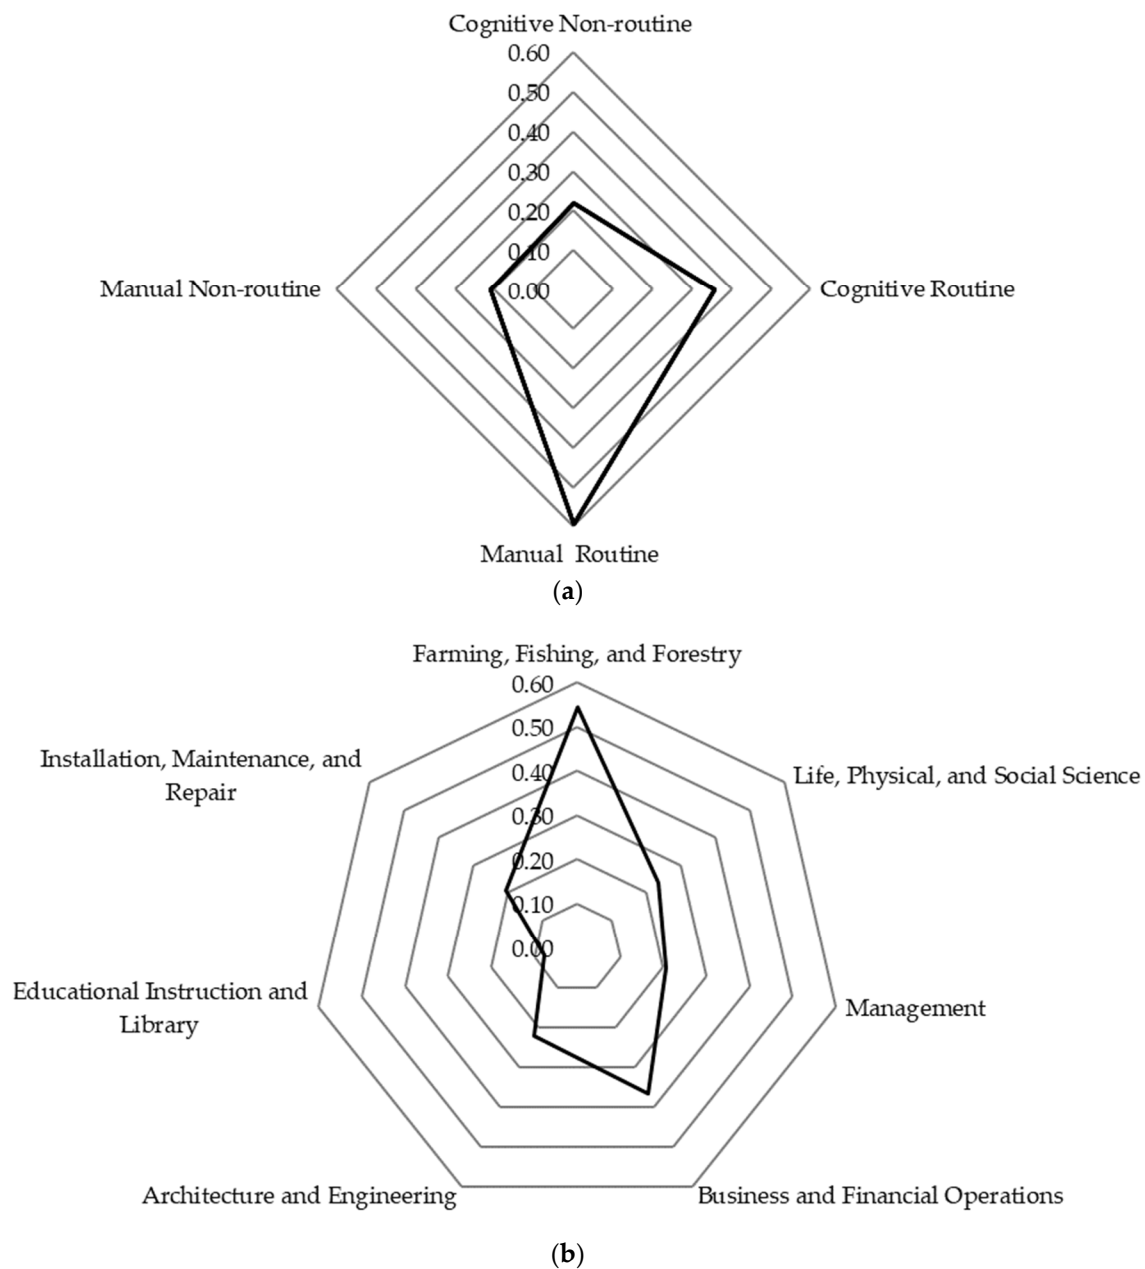 Cognitive Non-routine
0.60
0.50
0.40
0.30
0.20
0.10
0.00
Manual Non-routine
Cognitive Routine
Manual Routine
(a)
Farming, Fishing, and Forestry
0.60
0.50
0.40
0.30
0.20
0.10
0.00
Installation, Maintenance, and
Repair
Life, Physical, and Social Science
Educational Instruction and
Library
Management
Architecture and Engineering
Business and Financial Operations
(b)